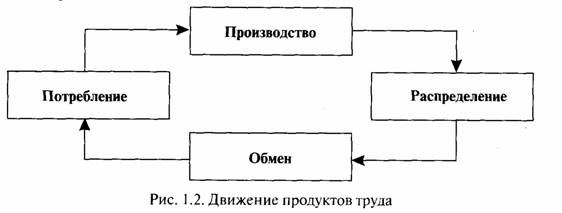 Производство
Потребление
Распределение
Обмен
Рис. 1.2. Движение продуктов труда